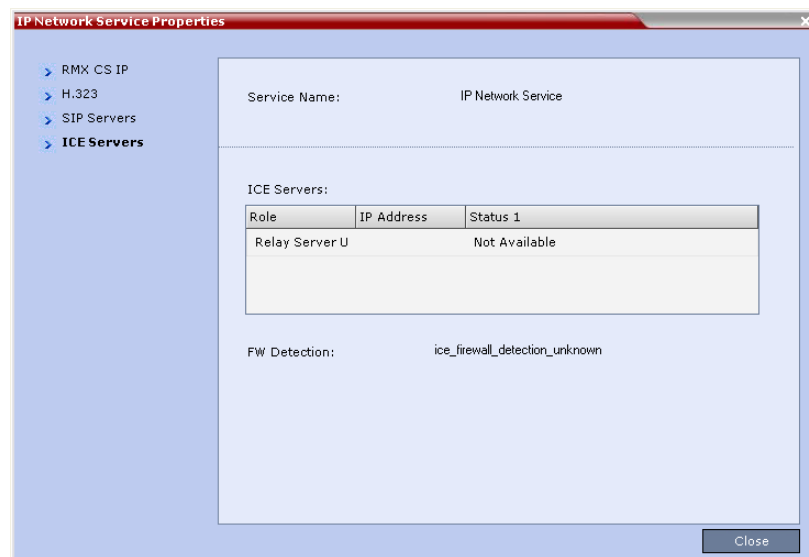 IP Network Service Properties
RMX CS IP
H.323
SIP Servers
ICE Servers
Service Name: IP Network Service
ICE Servers:
Role IP Address Status 1
Relay Server U Not Available
FW Detection: ice_firewall_detection_unknown
Close